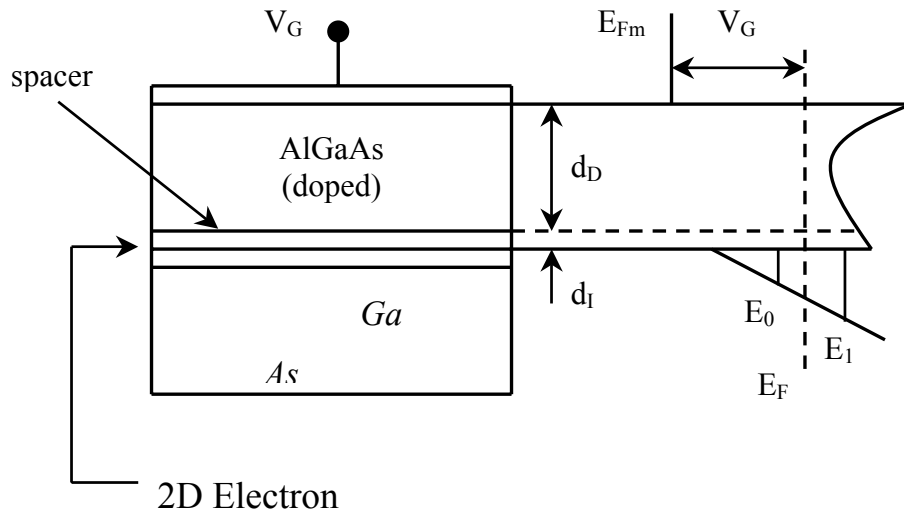 V_G
E_Fm
V_G
spacer
AlGaAs
(doped)
d_D
d_I
Ga
As
E_0
E_1
E_F
2D Electron